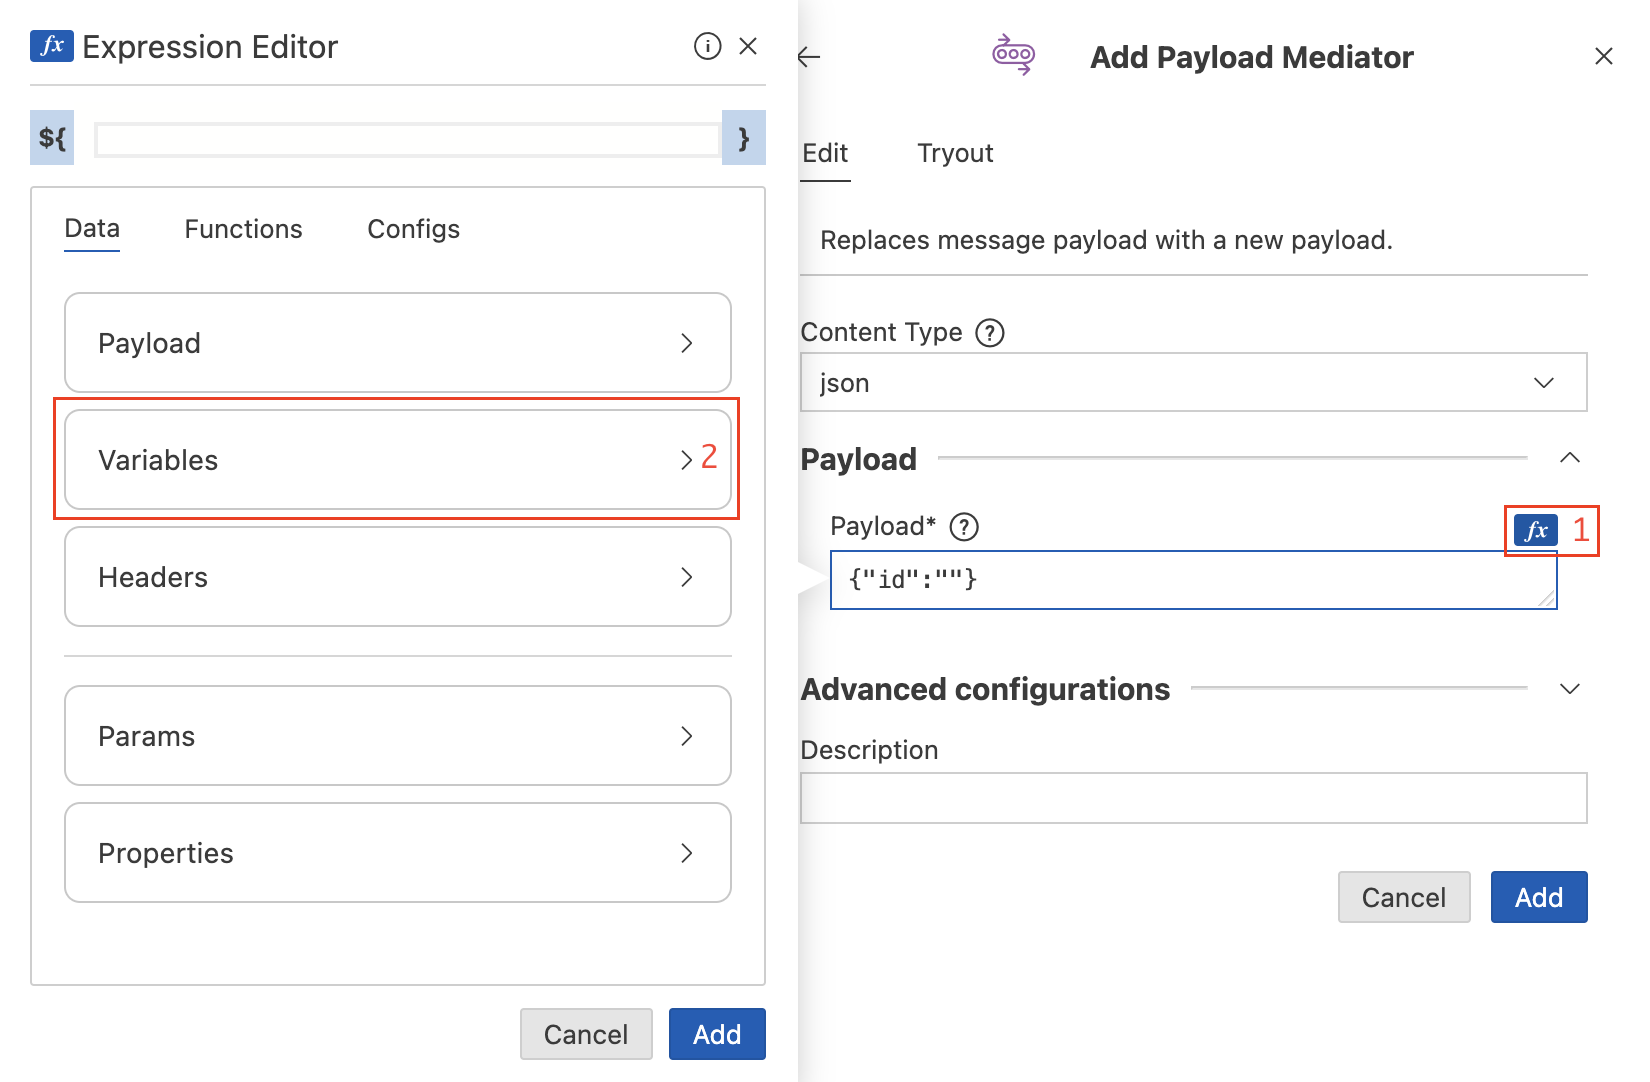 fx Expression Editor
${ }
Data Functions Configs
Payload
Variables 2
Headers
Params
Properties
Cancel Add
Add Payload Mediator
Edit Tryout
Replaces message payload with a new payload.
Content Type ?
json
Payload
Payload* ? fx 1
{"id":""}
Advanced configurations
Description
Cancel Add